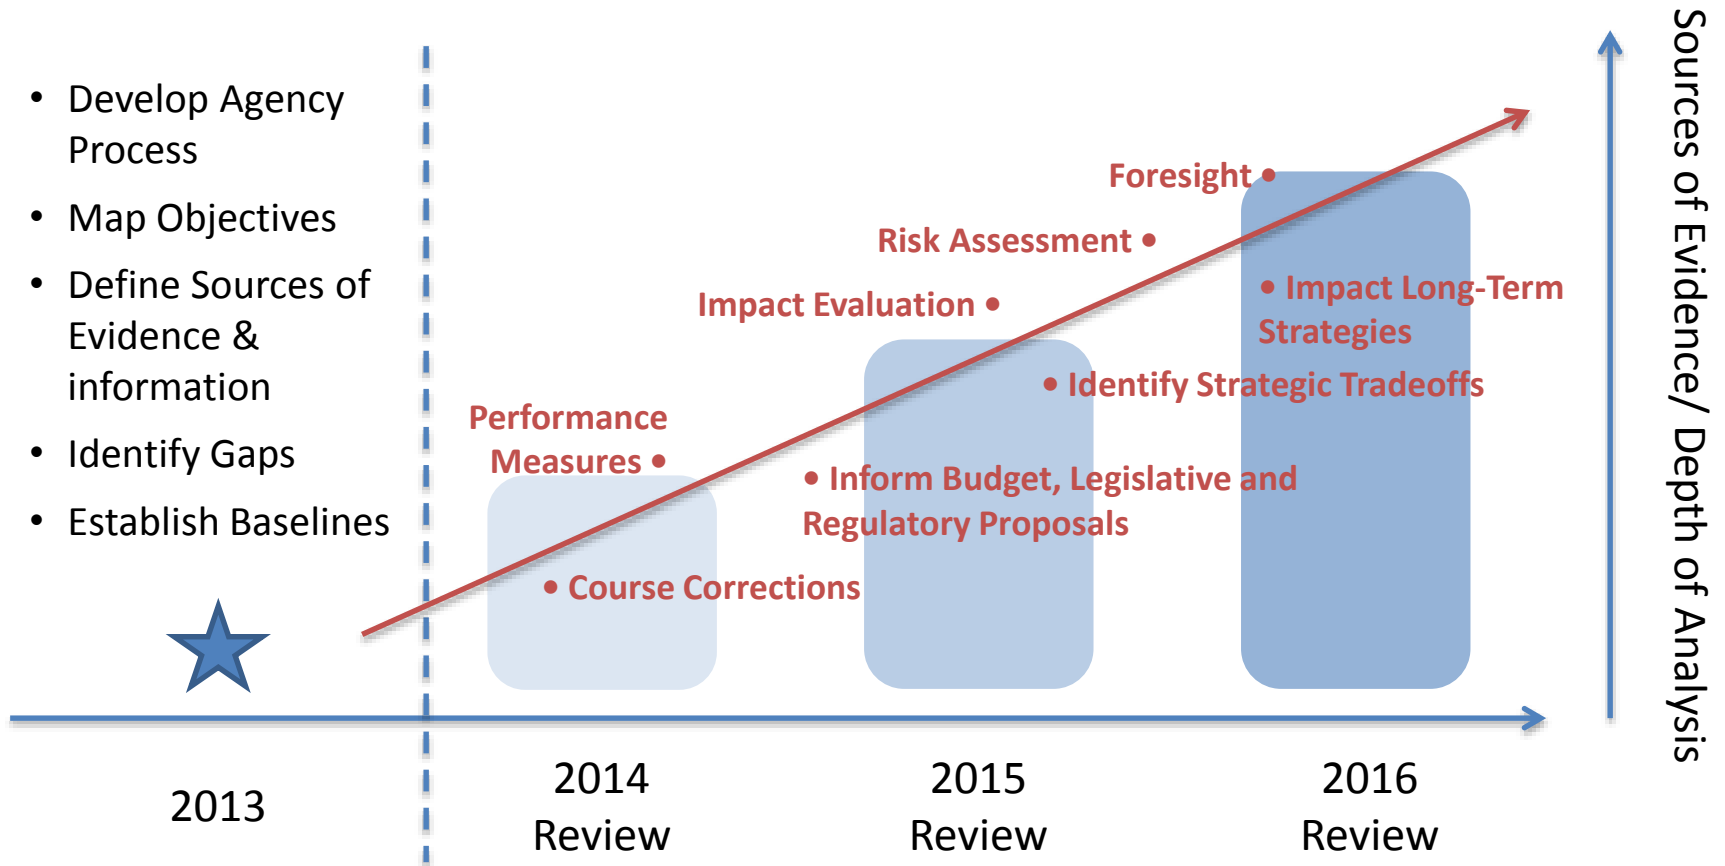 • Develop Agency
Process
• Map Objectives
• Define Sources of
Evidence &
information
• Identify Gaps
• Establish Baselines
Foresight •
Risk Assessment •
Impact Evaluation •
Performance
Measures •
• Impact Long-Term
Strategies
• Identify Strategic Tradeoffs
• Inform Budget, Legislative and
Regulatory Proposals
• Course Corrections
2013
2014
Review
2015
Review
2016
Review
Sources of Evidence/ Depth of Analysis